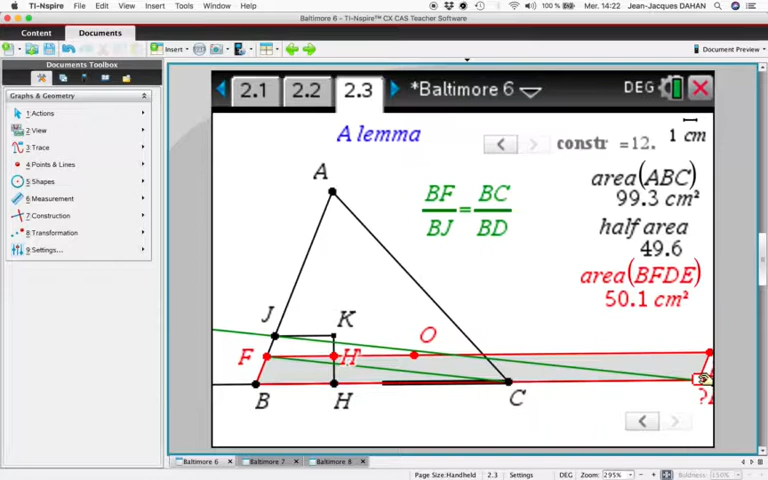 TI-Nspire File Edit View Insert Tools Window Help 100 % Mer. 14:22 Jean-Jacques DAHAN
Baltimore 6 - TI-Nspire™ CX CAS Teacher Software
Content Documents
Insert Document Preview
Documents Toolbox
Graphs & Geometry
1 Actions
2 View
3 Trace
4 Points & Lines
5 Shapes
6 Measurement
7 Construction
8 Transformation
9 Settings...
2.1 2.2 2.3 *Baltimore 6 DEG
A lemma
constr =12.
1 cm
A
BF/BJ = BC/BD
area(ABC)
99.3 cm²
half area
49.6
area(BFDE)
50.1 cm²
J K O
F H'
B H C
Baltimore 6 Baltimore 7 Baltimore 8
Page Size:Handheld 2.3 Settings DEG Zoom: 295% Boldness: 150%